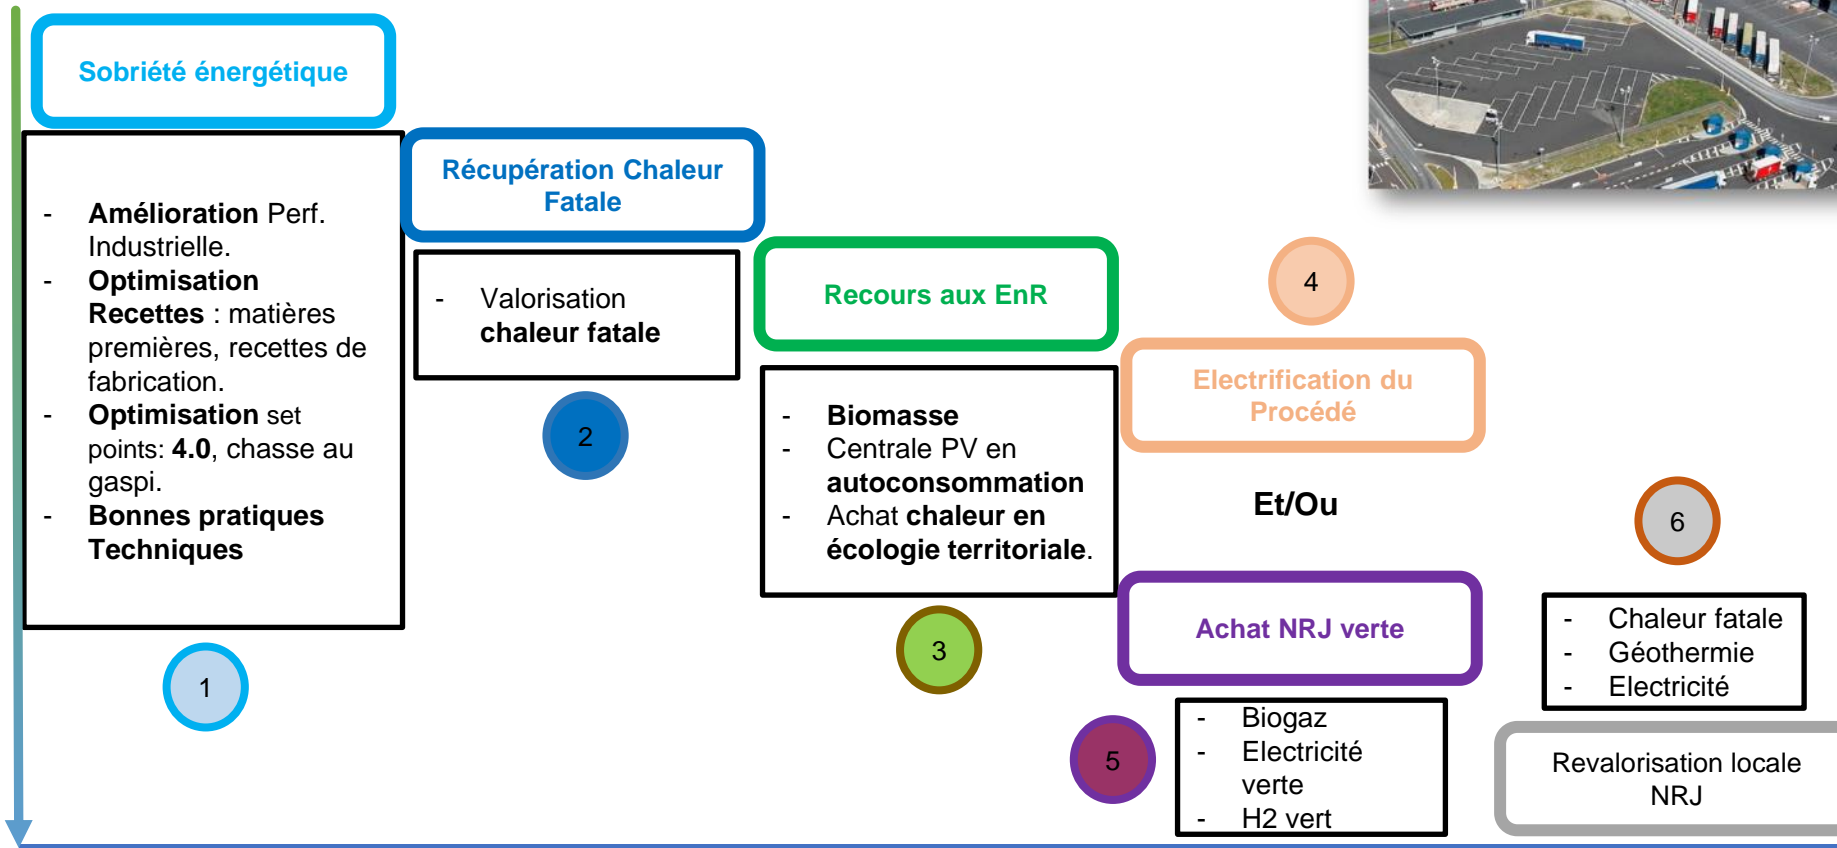 Sobriété énergétique
- Amélioration Perf.
Industrielle.
- Optimisation
Recettes : matières
premières, recettes de
fabrication.
- Optimisation set
points: 4.0, chasse au
gaspi.
- Bonnes pratiques
Techniques
1
Récupération Chaleur
Fatale
- Valorisation
chaleur fatale
2
Recours aux EnR
- Biomasse
- Centrale PV en
autoconsommation
- Achat chaleur en
écologie territoriale.
3
4
Electrification du
Procédé
Et/Ou
Achat NRJ verte
5
- Biogaz
- Electricité
verte
- H2 vert
6
- Chaleur fatale
- Géothermie
- Electricité
Revalorisation locale
NRJ